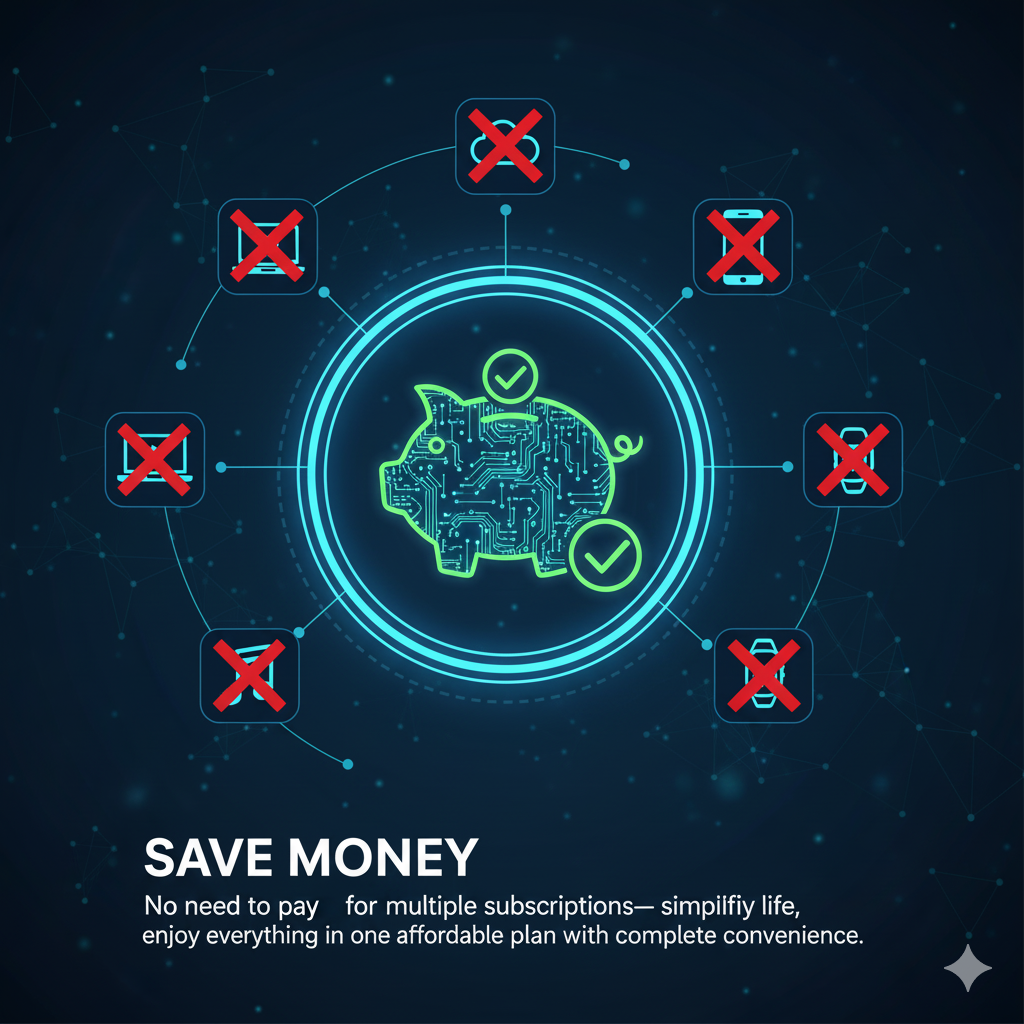 SAVE MONEY
No need to pay for multiple subscriptions— simpilfiy life,
enjoy everything in one affordable plan with complete convenience.